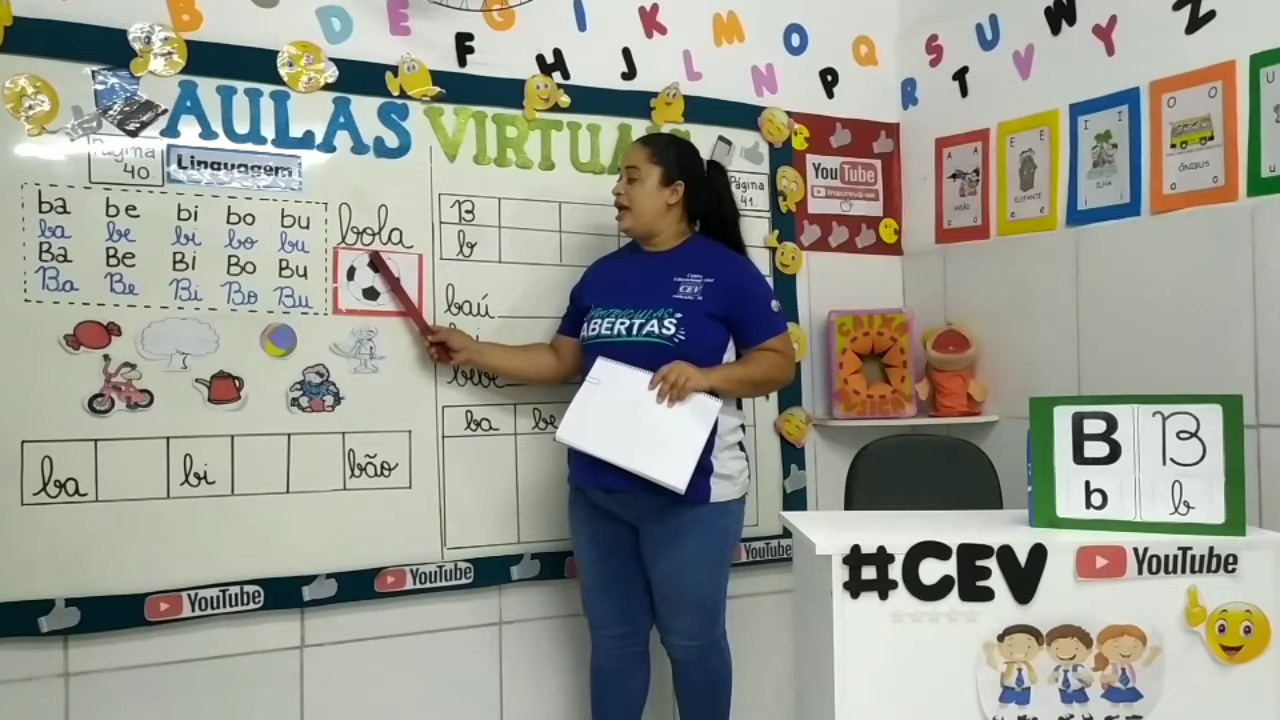 B D E G I K M O Q S U W Y Z
F H J L N P R T V
AULAS VIRTUA
Página
40.
Linguagem
ba be bi bo bu
ba be bi bo bu
Ba Be Bi Bo Bu
Ba Be Bi Bo Bu
bola
ba bi bão
B
b
Página
41.
baú
bebê
ba be
MATRÍCULAS
ABERTAS
CEV
YouTube
Inscreva-se
A A
a a
E E
ELEFANTE
e e
I I
ILHA
i i
O O
ÔNIBUS
o o
U
u
B B
b b
#CEV YouTube
YouTube YouTube YouTube